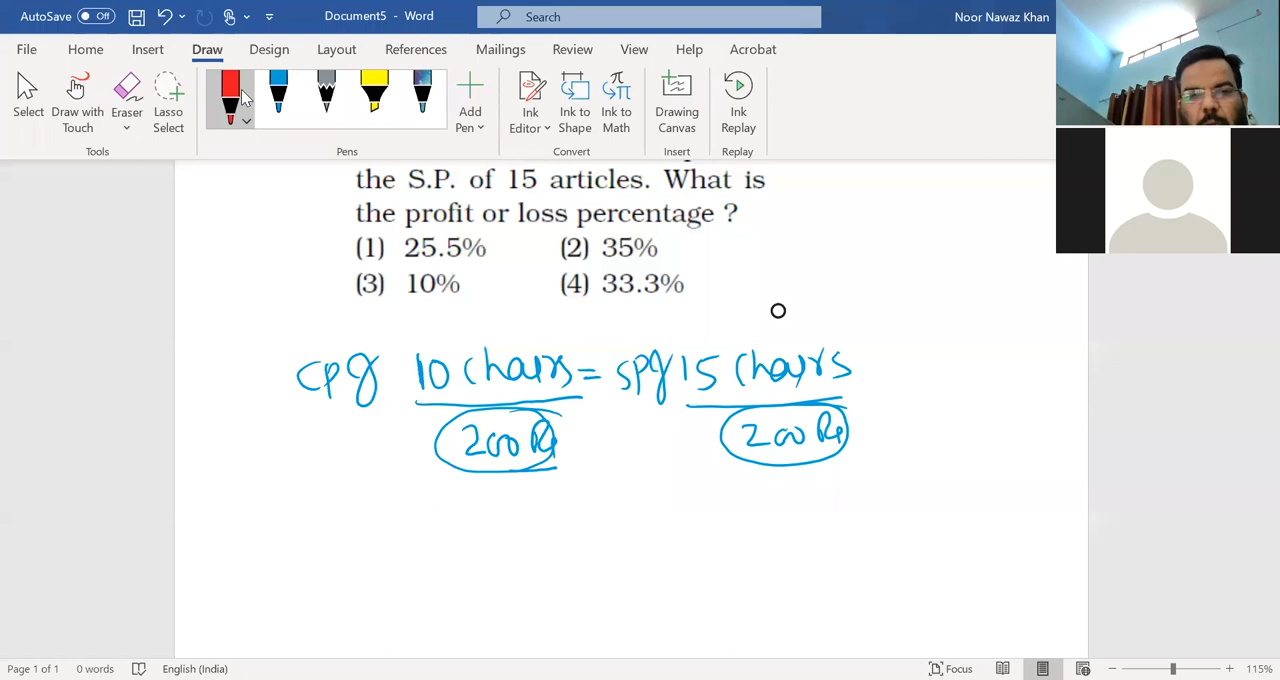 AutoSave Off Document5 - Word Search Noor Nawaz Khan
File Home Insert Draw Design Layout References Mailings Review View Help Acrobat
Select Draw with Touch Eraser Lasso Select Add Pen Ink Editor Ink to Shape Ink to Math Drawing Canvas Ink Replay
Tools Pens Convert Insert Replay
the S.P. of 15 articles. What is
the profit or loss percentage ?
(1) 25.5% (2) 35%
(3) 10% (4) 33.3%
CP of 10 Chairs = SP of 15 Chairs
200 Rs 200 Rs
Page 1 of 1 0 words English (India) Focus 115%